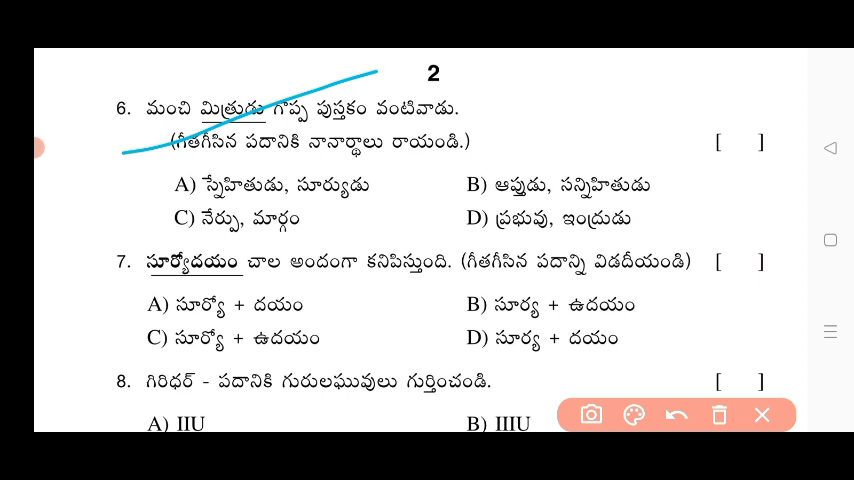 2
6. మంచి మిత్రుడు గొప్ప పుస్తకం వంటివాడు.
(గీతగీసిన పదానికి నానార్థాలు రాయండి.) [ ]
A) స్నేహితుడు, సూర్యుడు B) ఆప్తుడు, సన్నిహితుడు
C) నేర్పు, మార్గం D) ప్రభువు, ఇంద్రుడు
7. సూర్యోదయం చాల అందంగా కనిపిస్తుంది. (గీతగీసిన పదాన్ని విడదీయండి) [ ]
A) సూర్యో + దయం B) సూర్య + ఉదయం
C) సూర్యో + ఉదయం D) సూర్య + దయం
8. గిరిధర్ - పదానికి గురులఘువులు గుర్తించండి. [ ]
A) IIU B) IIIU